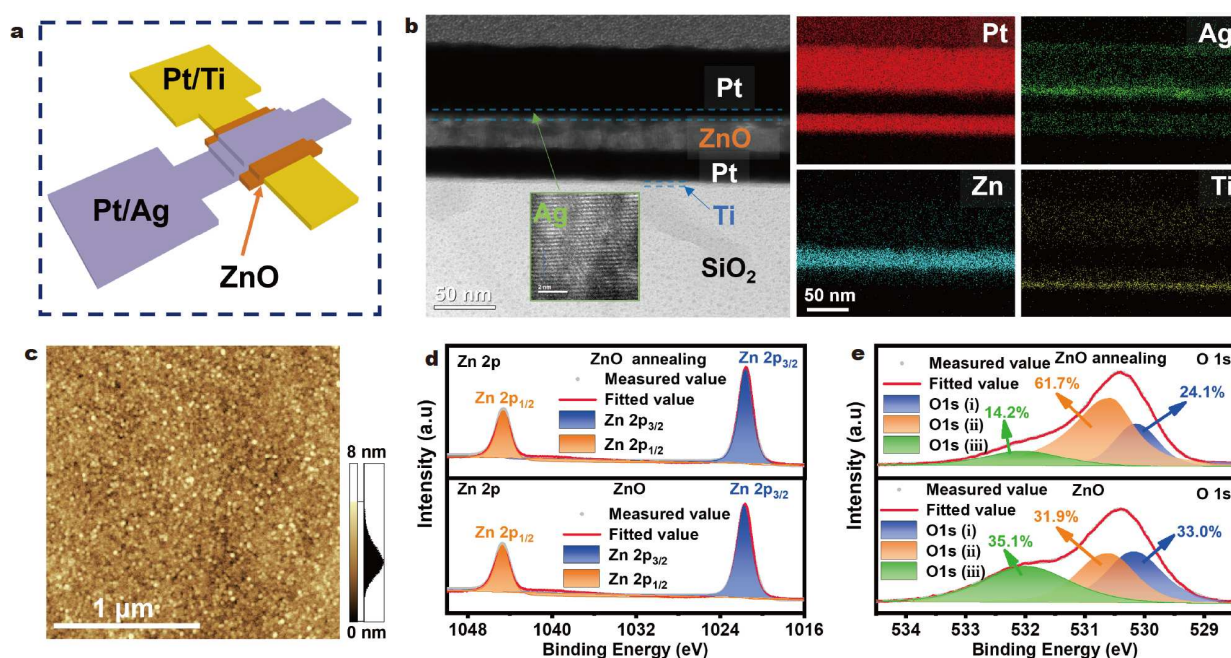 a
Pt/Ti
Pt/Ag
ZnO
b
Pt
ZnO
Pt
Ag
Ti
SiO2
2 nm
50 nm
Pt
Ag
Zn
Ti
50 nm
c
1 μm
8 nm
0 nm
d
Zn 2p
ZnO annealing
Zn 2p3/2
Measured value
Fitted value
Zn 2p3/2
Zn 2p1/2
Zn 2p1/2
Zn 2p
ZnO
Zn 2p3/2
Measured value
Fitted value
Zn 2p3/2
Zn 2p1/2
Zn 2p1/2
Intensity (a.u)
1048 1040 1032 1024 1016
Binding Energy (eV)
e
Measured value
ZnO annealing
O 1s
Fitted value
O1s (i)
O1s (ii)
O1s (iii)
14.2%
61.7%
24.1%
Measured value
ZnO
O 1s
Fitted value
O1s (i)
O1s (ii)
O1s (iii)
35.1%
31.9%
33.0%
Intensity (a.u)
534 533 532 531 530 529
Binding Energy (eV)